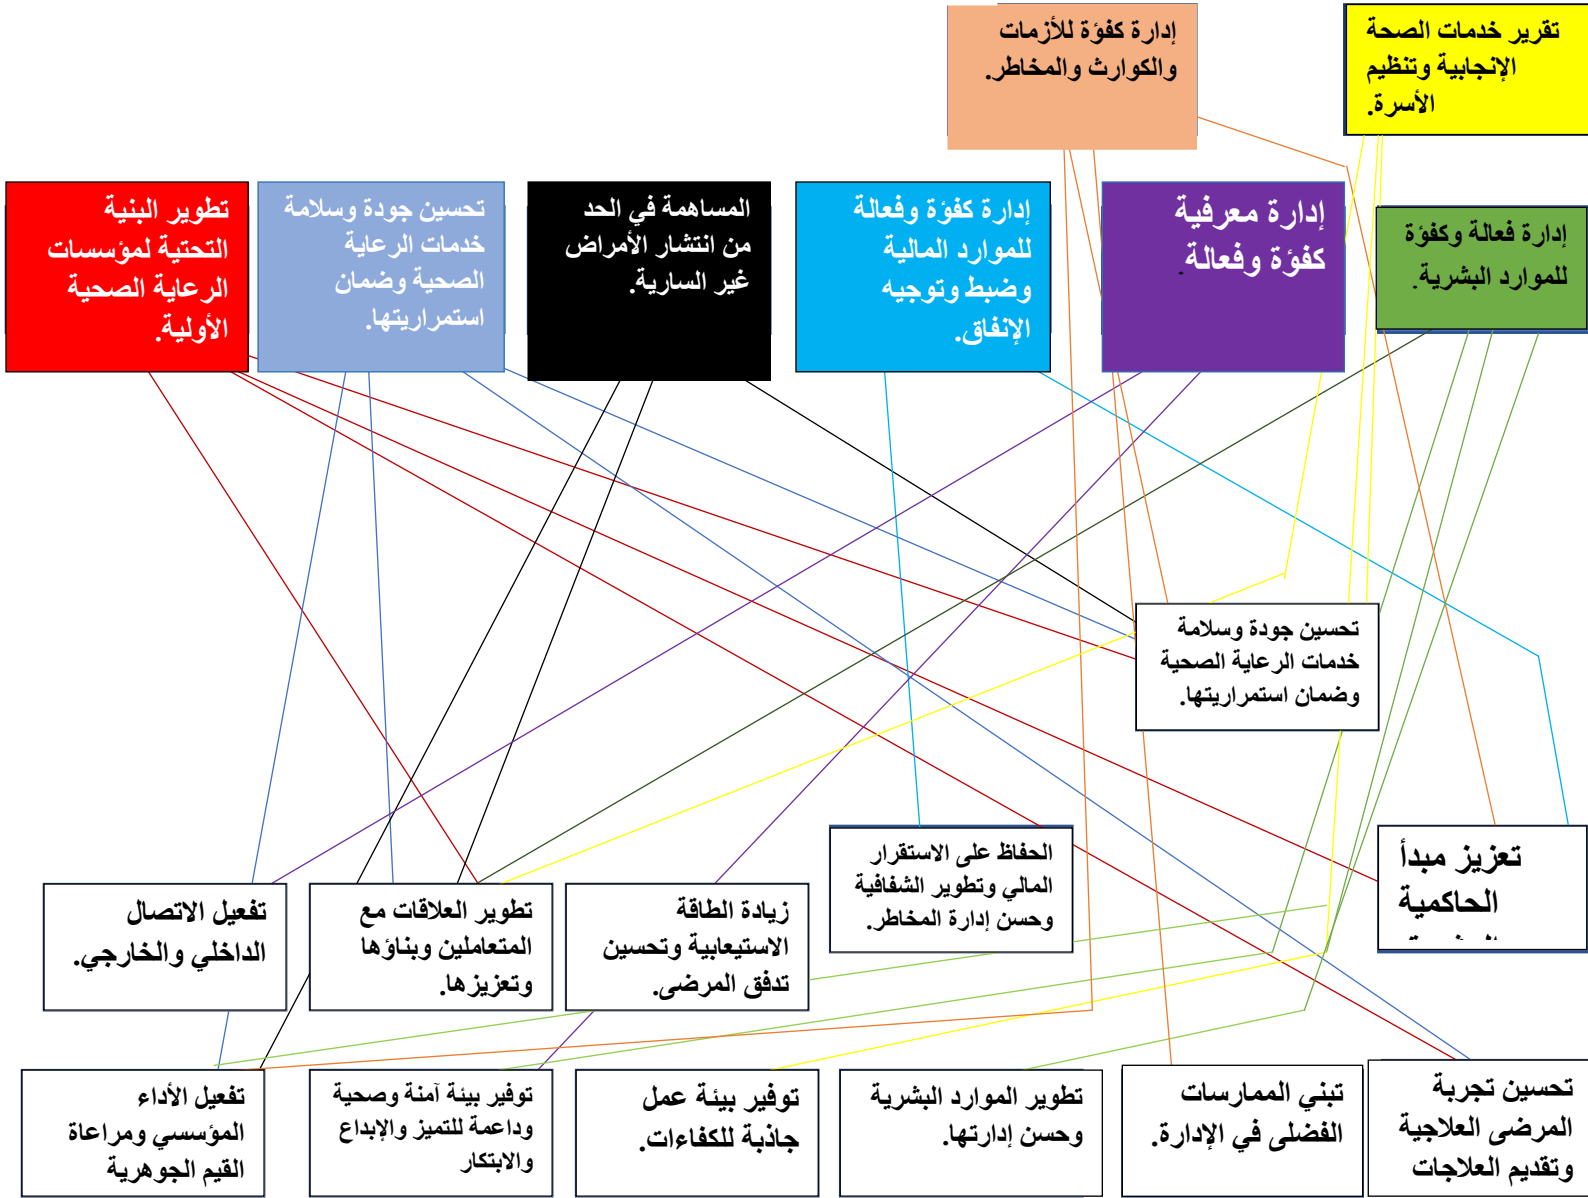 إدارة كفؤة للأزمات
والكوارث والمخاطر.
تقرير خدمات الصحة
الإنجابية وتنظيم
الأسرة.
تطوير البنية
التحتية لمؤسسات
الرعاية الصحية
الأولية.
تحسين جودة وسلامة
خدمات الرعاية
الصحية وضمان
استمراريتها.
المساهمة في الحد
من انتشار الأمراض
غير السارية.
إدارة كفؤة وفعالة
للموارد المالية
وضبط وتوجيه
الإنفاق.
إدارة معرفية
كفؤة وفعالة.
إدارة فعالة وكفؤة
للموارد البشرية.
تحسين جودة وسلامة
خدمات الرعاية الصحية
وضمان استمراريتها.
تفعيل الاتصال
الداخلي والخارجي.
تطوير العلاقات مع
المتعاملين وبناؤها
وتعزيزها.
زيادة الطاقة
الاستيعابية وتحسين
تدفق المرضى.
الحفاظ على الاستقرار
المالي وتطوير الشفافية
وحسن إدارة المخاطر.
تعزيز مبدأ
الحاكمية
تفعيل الأداء
المؤسسي ومراعاة
القيم الجوهرية
توفير بيئة آمنة وصحية
وداعمة للتميز والإبداع
والابتكار
توفير بيئة عمل
جاذبة للكفاءات.
تطوير الموارد البشرية
وحسن إدارتها.
تبني الممارسات
الفضلى في الإدارة.
تحسين تجربة
المرضى العلاجية
وتقديم العلاجات